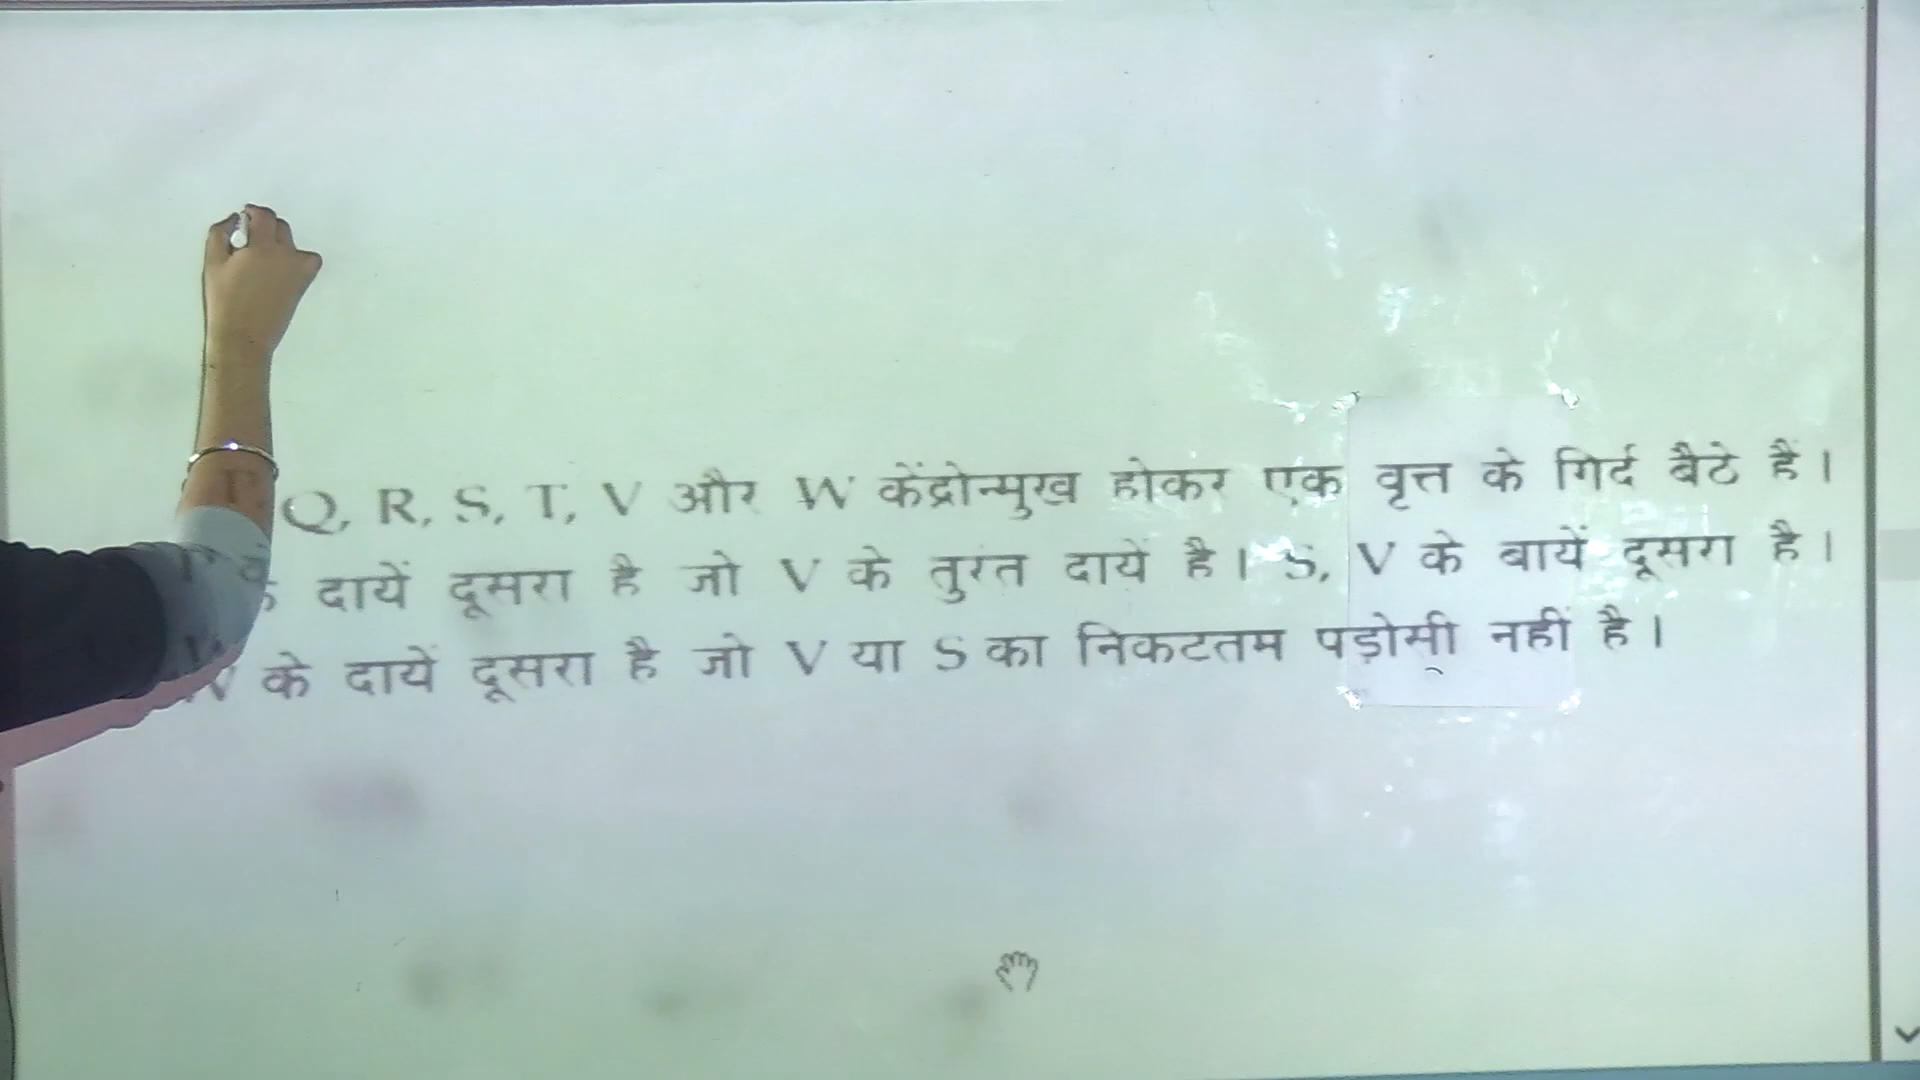 Q, R, S, T, V और W केंद्रोन्मुख होकर एक वृत्त के गिर्द बैठे हैं।
के दायें दूसरा है जो V के तुरंत दायें है। S, V के बायें दूसरा है।
W के दायें दूसरा है जो V या S का निकटतम पड़ोसी नहीं है।